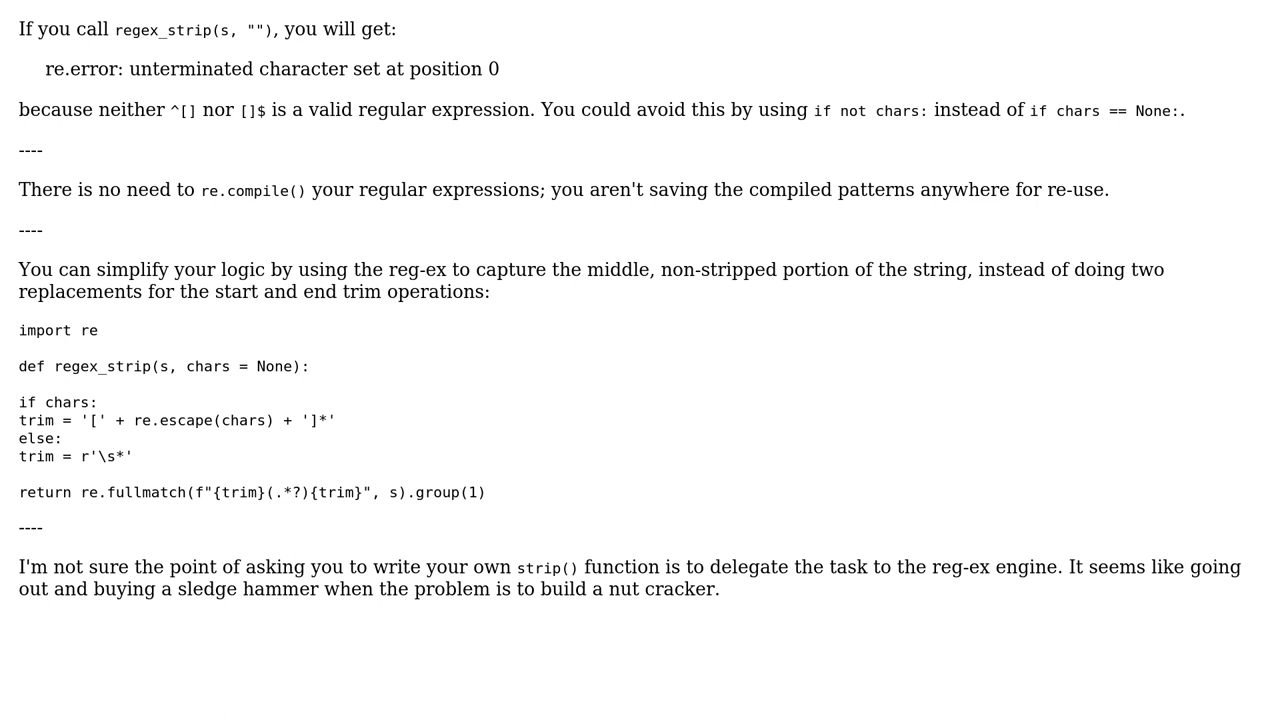 If you call regex_strip(s, ""), you will get:
re.error: unterminated character set at position 0
because neither ^[] nor []$ is a valid regular expression. You could avoid this by using if not chars: instead of if chars == None:.
----
There is no need to re.compile() your regular expressions; you aren't saving the compiled patterns anywhere for re-use.
----
You can simplify your logic by using the reg-ex to capture the middle, non-stripped portion of the string, instead of doing two
replacements for the start and end trim operations:
import re
def regex_strip(s, chars = None):
if chars:
trim = '[' + re.escape(chars) + ']*'
else:
trim = r'\s*'
return re.fullmatch(f"{trim}(.*?){trim}", s).group(1)
----
I'm not sure the point of asking you to write your own strip() function is to delegate the task to the reg-ex engine. It seems like going
out and buying a sledge hammer when the problem is to build a nut cracker.